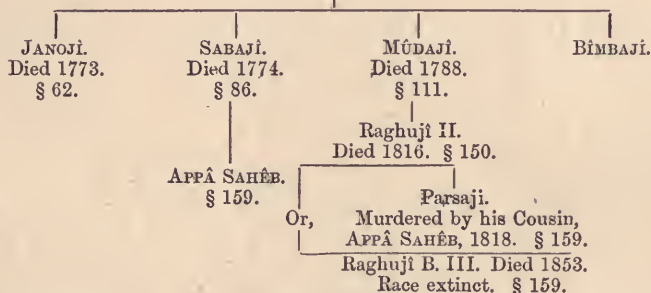 JANOJÎ. SABAJÎ. MÛDAJÎ. BÎMBAJÎ.
Died 1773. Died 1774. Died 1788.
§ 62. § 86. § 111.
Raghujî II.
Died 1816. § 150.
APPÂ SAHÊB.
§ 159.
Parsaji.
Or, Murdered by his Cousin,
APPÂ SAHÊB, 1818. § 159.
Raghujî B. III. Died 1853.
Race extinct. § 159.